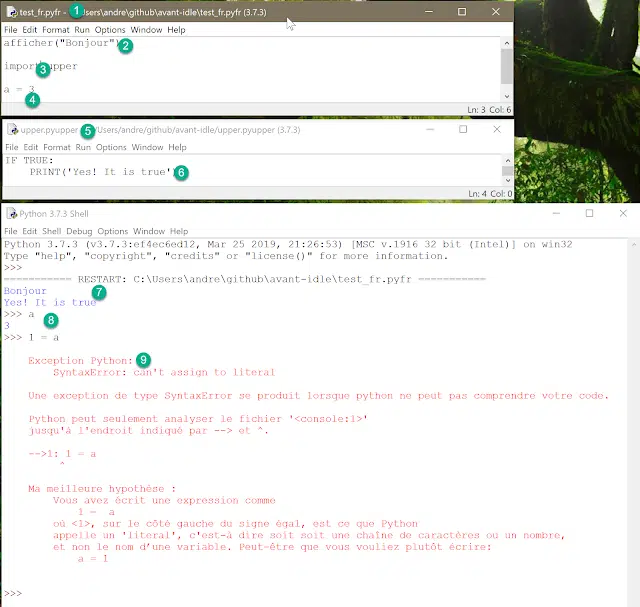 test_fr.pyfr - 1 Users\andre\github\avant-idle\test_fr.pyfr (3.7.3)
File Edit Format Run Options Window Help
afficher("Bonjour") 2
import upper
3
a = 3
4
Ln: 3 Col: 6
upper.pyupper 5 /Users/andre/github/avant-idle/upper.pyupper (3.7.3)
File Edit Format Run Options Window Help
IF TRUE:
PRINT('Yes! It is true' 6
Ln: 4 Col: 0
Python 3.7.3 Shell
File Edit Shell Debug Options Window Help
Python 3.7.3 (v3.7.3:ef4ec6ed12, Mar 25 2019, 21:26:53) [MSC v.1916 32 bit (Intel)] on win32
Type "help", "copyright", "credits" or "license()" for more information.
>>>
=========== RESTART: C:\Users\andre\github\avant-idle\test_fr.pyfr ===========
Bonjour 7
Yes! It is true
>>> a
8
3
>>> 1 = a
Exception Python: 9
SyntaxError: can't assign to literal
Une exception de type SyntaxError se produit lorsque python ne peut pas comprendre votre code.
Python peut seulement analyser le fichier '<console:1>'
jusqu'à l'endroit indiqué par --> et ^.
-->1: 1 = a
^
Ma meilleure hypothèse :
Vous avez écrit une expression comme
1 = a
où <1>, sur le côté gauche du signe égal, est ce que Python
appelle un 'literal', c'est-à dire soit soit une chaîne de caractères ou un nombre,
et non le nom d’une variable. Peut-être que vous vouliez plutôt écrire:
a = 1
>>>